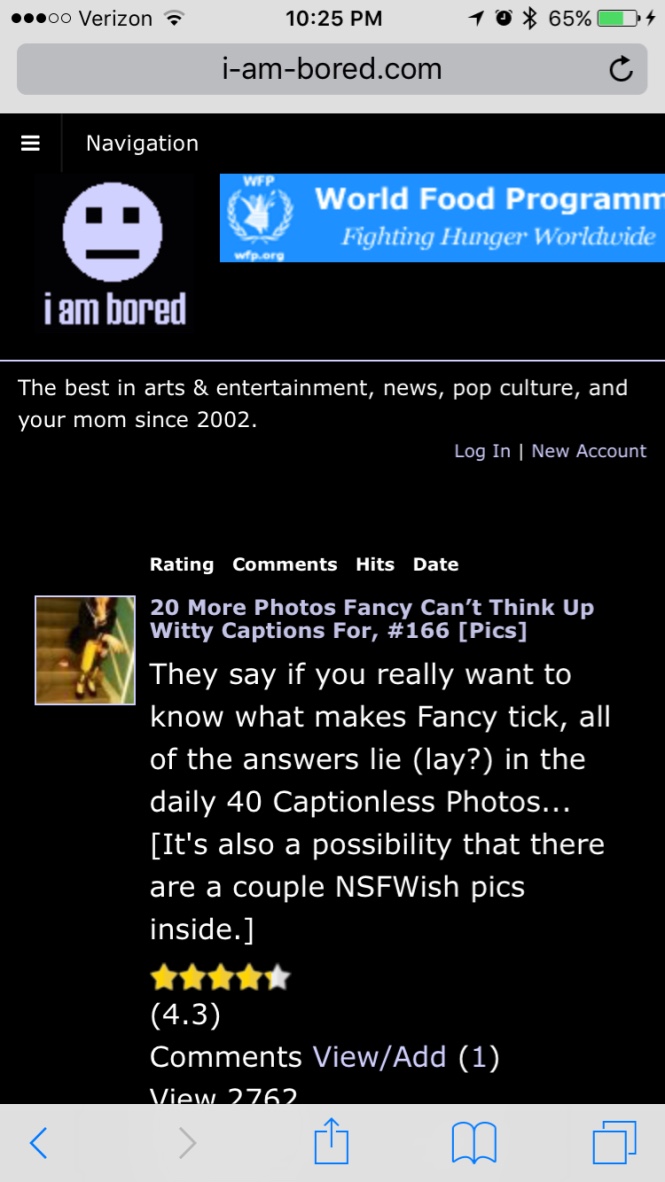 Verizon 10:25 PM 65%
i-am-bored.com
Navigation
WFP
wfp.org
World Food Programm
Fighting Hunger Worldwide
i am bored
The best in arts & entertainment, news, pop culture, and
your mom since 2002.
Log In | New Account
Rating Comments Hits Date
20 More Photos Fancy Can’t Think Up
Witty Captions For, #166 [Pics]
They say if you really want to
know what makes Fancy tick, all
of the answers lie (lay?) in the
daily 40 Captionless Photos...
[It's also a possibility that there
are a couple NSFWish pics
inside.]
(4.3)
Comments View/Add (1)
View 2762